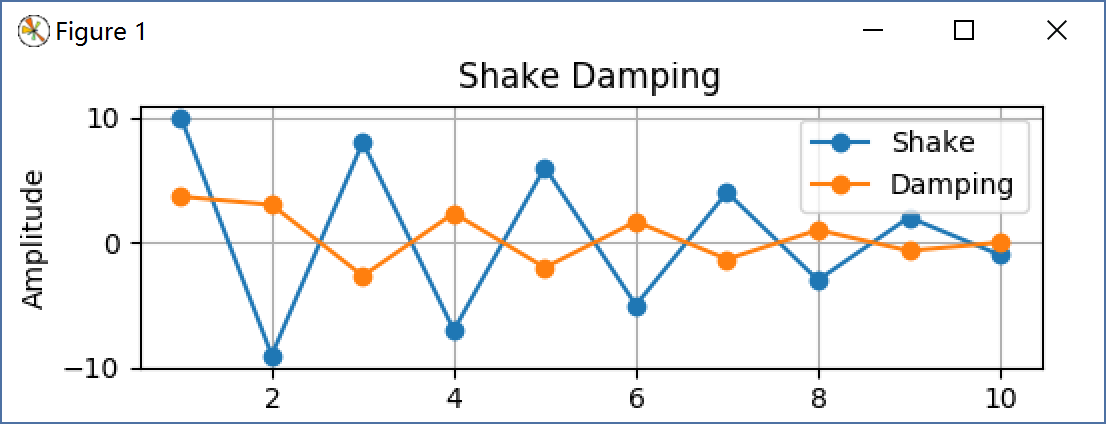 Figure 1
Shake Damping
Amplitude
10
0
−10
Shake
Damping
2 4 6 8 10